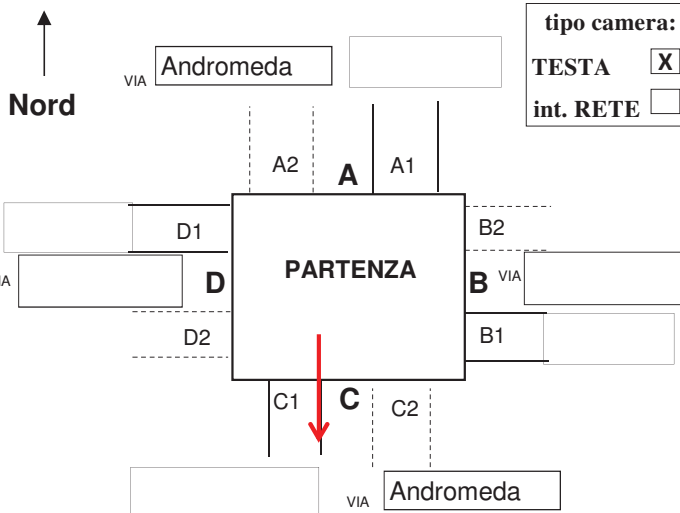 tipo camera:
VIA Andromeda
TESTA X
Nord
int. RETE
A2 A A1
D1 B2
PARTENZA
VIA D B VIA
D2 B1
C1 C C2
VIA Andromeda